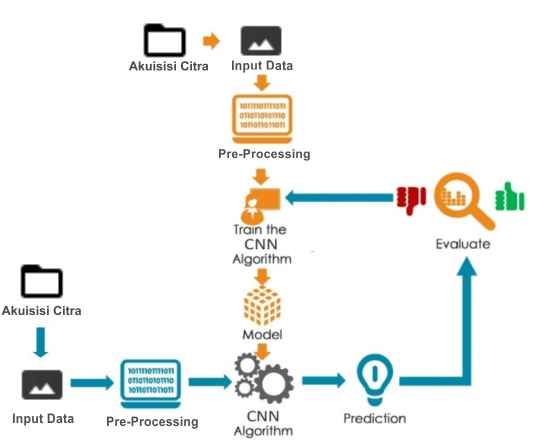 Akuisisi Citra
Input Data
Pre-Processing
Train the
CNN
Algorithm
Evaluate
Model
Akuisisi Citra
Input Data
Pre-Processing
CNN
Algorithm
Prediction